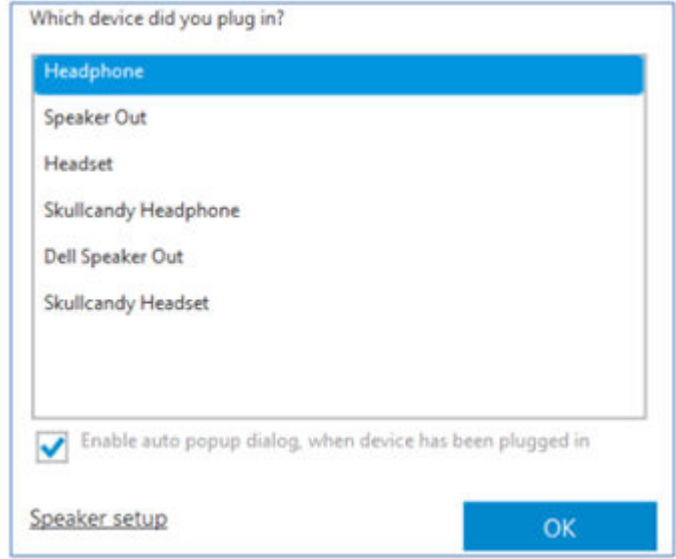 Which device did you plug in?
Headphone
Speaker Out
Headset
Skullcandy Headphone
Dell Speaker Out
Skullcandy Headset
Enable auto popup dialog, when device has been plugged in
Speaker setup
OK